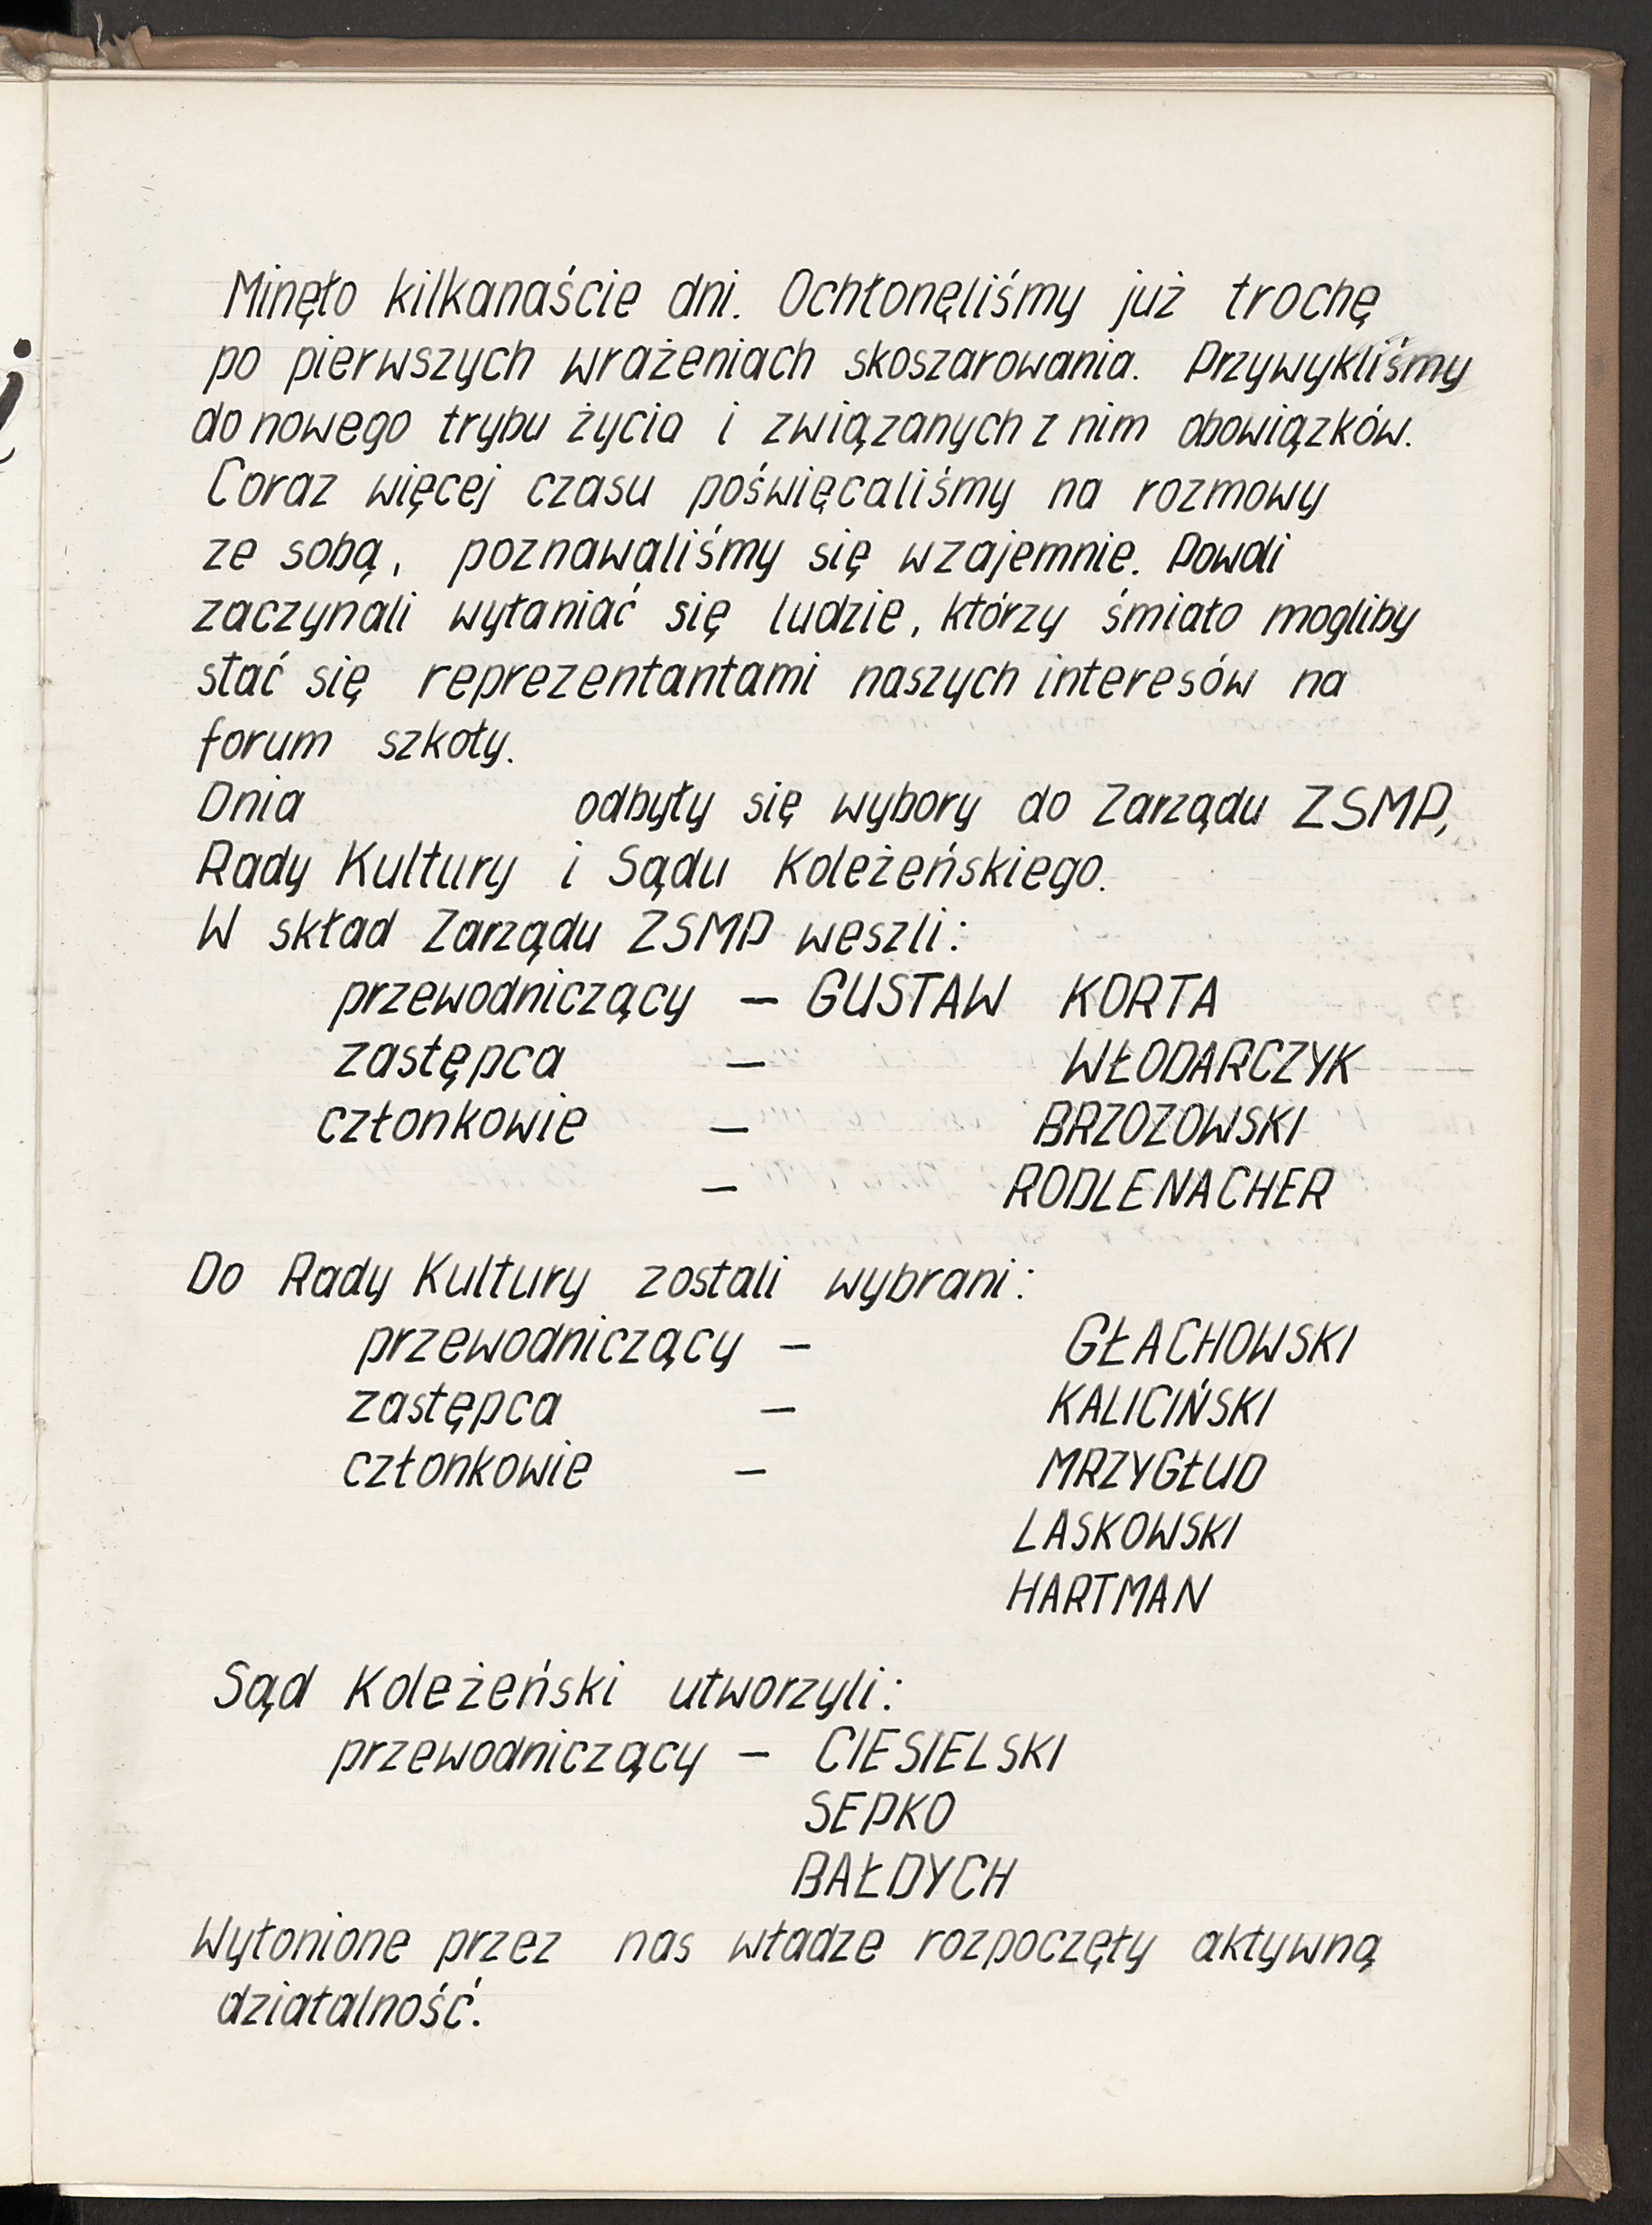 Minęło kilkanaście dni. Ochłonęliśmy już trochę
po pierwszych wrażeniach skoszarowania. Przywykliśmy
do nowego trybu życia i związanych z nim obowiązków.
Coraz więcej czasu poświęcaliśmy na rozmowy
ze sobą, poznawaliśmy się wzajemnie. Powoli
zaczynali wyłaniać się ludzie, którzy śmiało mogliby
stać się reprezentantami naszych interesów na
forum szkoły.
Dnia odbyły się wybory do Zarządu ZSMP,
Rady Kultury i Sądu Koleżeńskiego.
W skład Zarządu ZSMP weszli:
przewodniczący – GUSTAW KORTA
zastępca – WŁODARCZYK
członkowie – BRZOZOWSKI
– RODLENACHER
Do Rady Kultury zostali wybrani:
przewodniczący – GŁACHOWSKI
zastępca – KALICIŃSKI
członkowie – MRZYGŁUD
LASKOWSKI
HARTMAN
Sąd Koleżeński utworzyli:
przewodniczący – CIESIELSKI
SEPKO
BAŁDYCH
Wyłonione przez nas władze rozpoczęły aktywną
działalność.